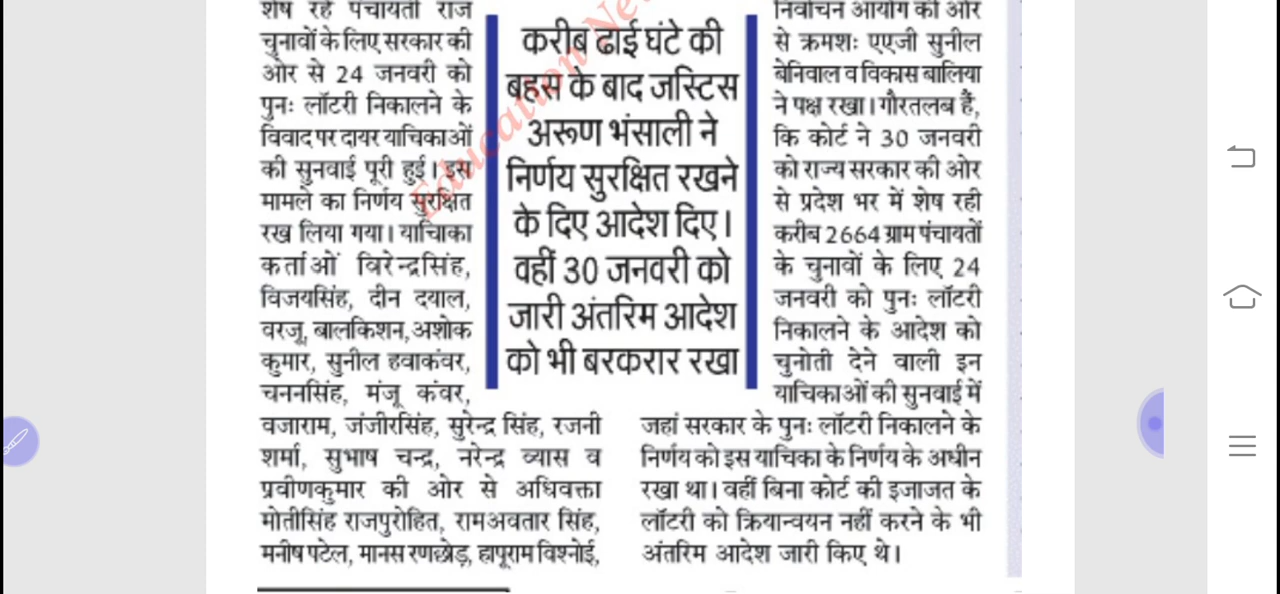 शेष रहे पंचायती राज
चुनावों के लिए सरकार की
ओर से 24 जनवरी को
पुनः लॉटरी निकालने के
विवाद पर दायर याचिकाओं
की सुनवाई पूरी हुई। इस
मामले का निर्णय सुरक्षित
रख लिया गया। याचिाका
कर्ताओं विरेन्द्रसिंह,
विजयसिंह, दीन दयाल,
वरजू, बालकिशन, अशोक
कुमार, सुनील हवाकंवर,
चननसिंह, मंजू कंवर,
वजाराम, जंजीरसिंह, सुरेन्द्र सिंह, रजनी
शर्मा, सुभाष चन्द्र, नरेन्द्र व्यास व
प्रवीणकुमार की ओर से अधिवक्ता
मोतीसिंह राजपुरोहित, रामअवतार सिंह,
मनीष पटेल, मानस रणछोड़, हापूराम विश्नोई,
करीब ढाई घंटे की
बहस के बाद जस्टिस
अरूण भंसाली ने
निर्णय सुरक्षित रखने
के दिए आदेश दिए।
वहीं 30 जनवरी को
जारी अंतरिम आदेश
को भी बरकरार रखा
निर्वाचन आयोग की ओर
से क्रमशः एएजी सुनील
बेनिवाल व विकास बालिया
ने पक्ष रखा। गौरतलब हैं,
कि कोर्ट ने 30 जनवरी
को राज्य सरकार की ओर
से प्रदेश भर में शेष रही
करीब 2664 ग्राम पंचायतों
के चुनावों के लिए 24
जनवरी को पुनः लॉटरी
निकालने के आदेश को
चुनोती देने वाली इन
याचिकाओं की सुनवाई में
जहां सरकार के पुनः लॉटरी निकालने के
निर्णय को इस याचिका के निर्णय के अधीन
रखा था। वहीं बिना कोर्ट की इजाजत के
लॉटरी को क्रियान्वयन नहीं करने के भी
अंतरिम आदेश जारी किए थे।
Education